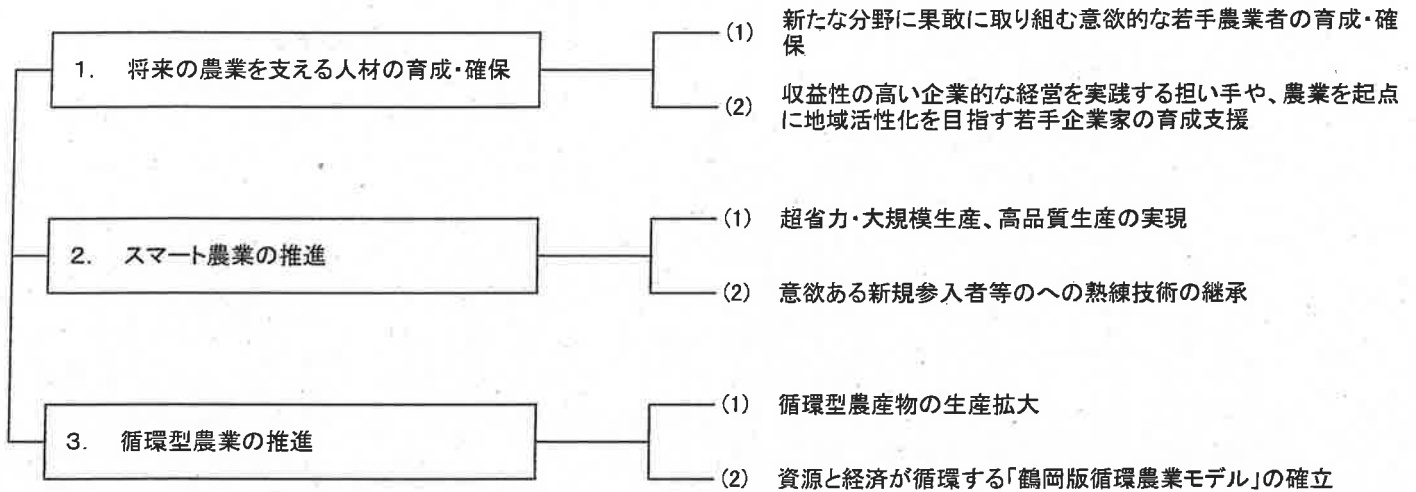 1. 将来の農業を支える人材の育成・確保
(1) 新たな分野に果敢に取り組む意欲的な若手農業者の育成・確
保
(2) 収益性の高い企業的な経営を実践する担い手や、農業を起点
に地域活性化を目指す若手企業家の育成支援
2. スマート農業の推進
(1) 超省力・大規模生産、高品質生産の実現
(2) 意欲ある新規参入者等のへの熟練技術の継承
3. 循環型農業の推進
(1) 循環型農産物の生産拡大
(2) 資源と経済が循環する「鶴岡版循環農業モデル」の確立